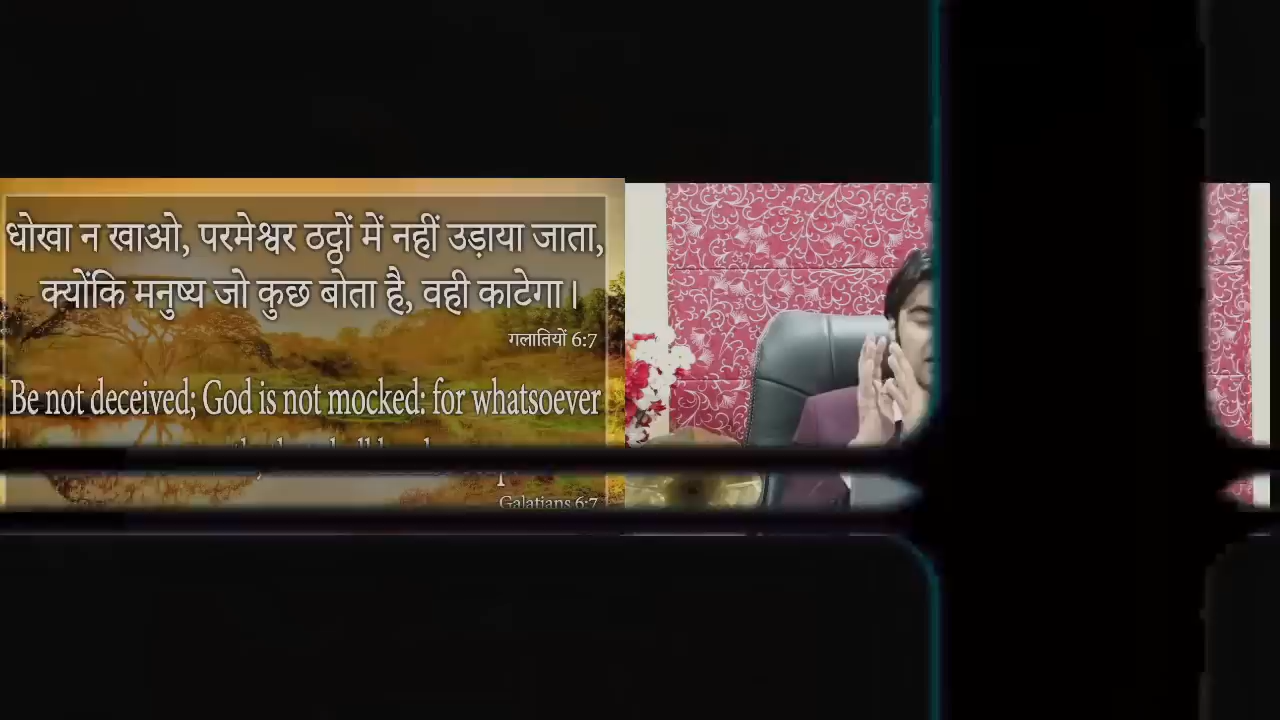 धोखा न खाओ, परमेश्वर ठट्ठों में नहीं उड़ाया जाता,
क्योंकि मनुष्य जो कुछ बोता है, वही काटेगा।
गलातियों 6:7
Be not deceived; God is not mocked: for whatsoever
Galatians 6:7